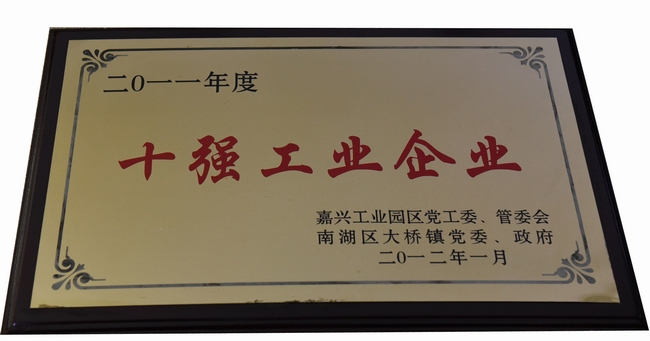 二0一一年度
十强工业企业
嘉兴工业园区党工委、管委会
南湖区大桥镇党委、政府
二0一二年一月